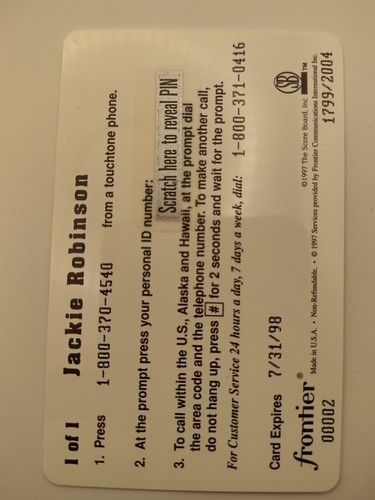 1 of 1 Jackie Robinson
1. Press 1-800-370-4540 from a touchtone phone.
2. At the prompt press your personal ID number: Scratch here to reveal PIN
3. To call within the U.S., Alaska and Hawaii, at the prompt dial
the area code and the telephone number. To make another call,
do not hang up, press # for 2 seconds and wait for the prompt.
For Customer Service 24 hours a day, 7 days a week, dial: 1-800-371-0416
Card Expires 7/31/98
©1997 The Score Board, Inc. TM
frontier® Made in U.S.A. • Non-Refundable. • © 1997 Services provided by Frontier Communications International Inc.
00002 1799/2004